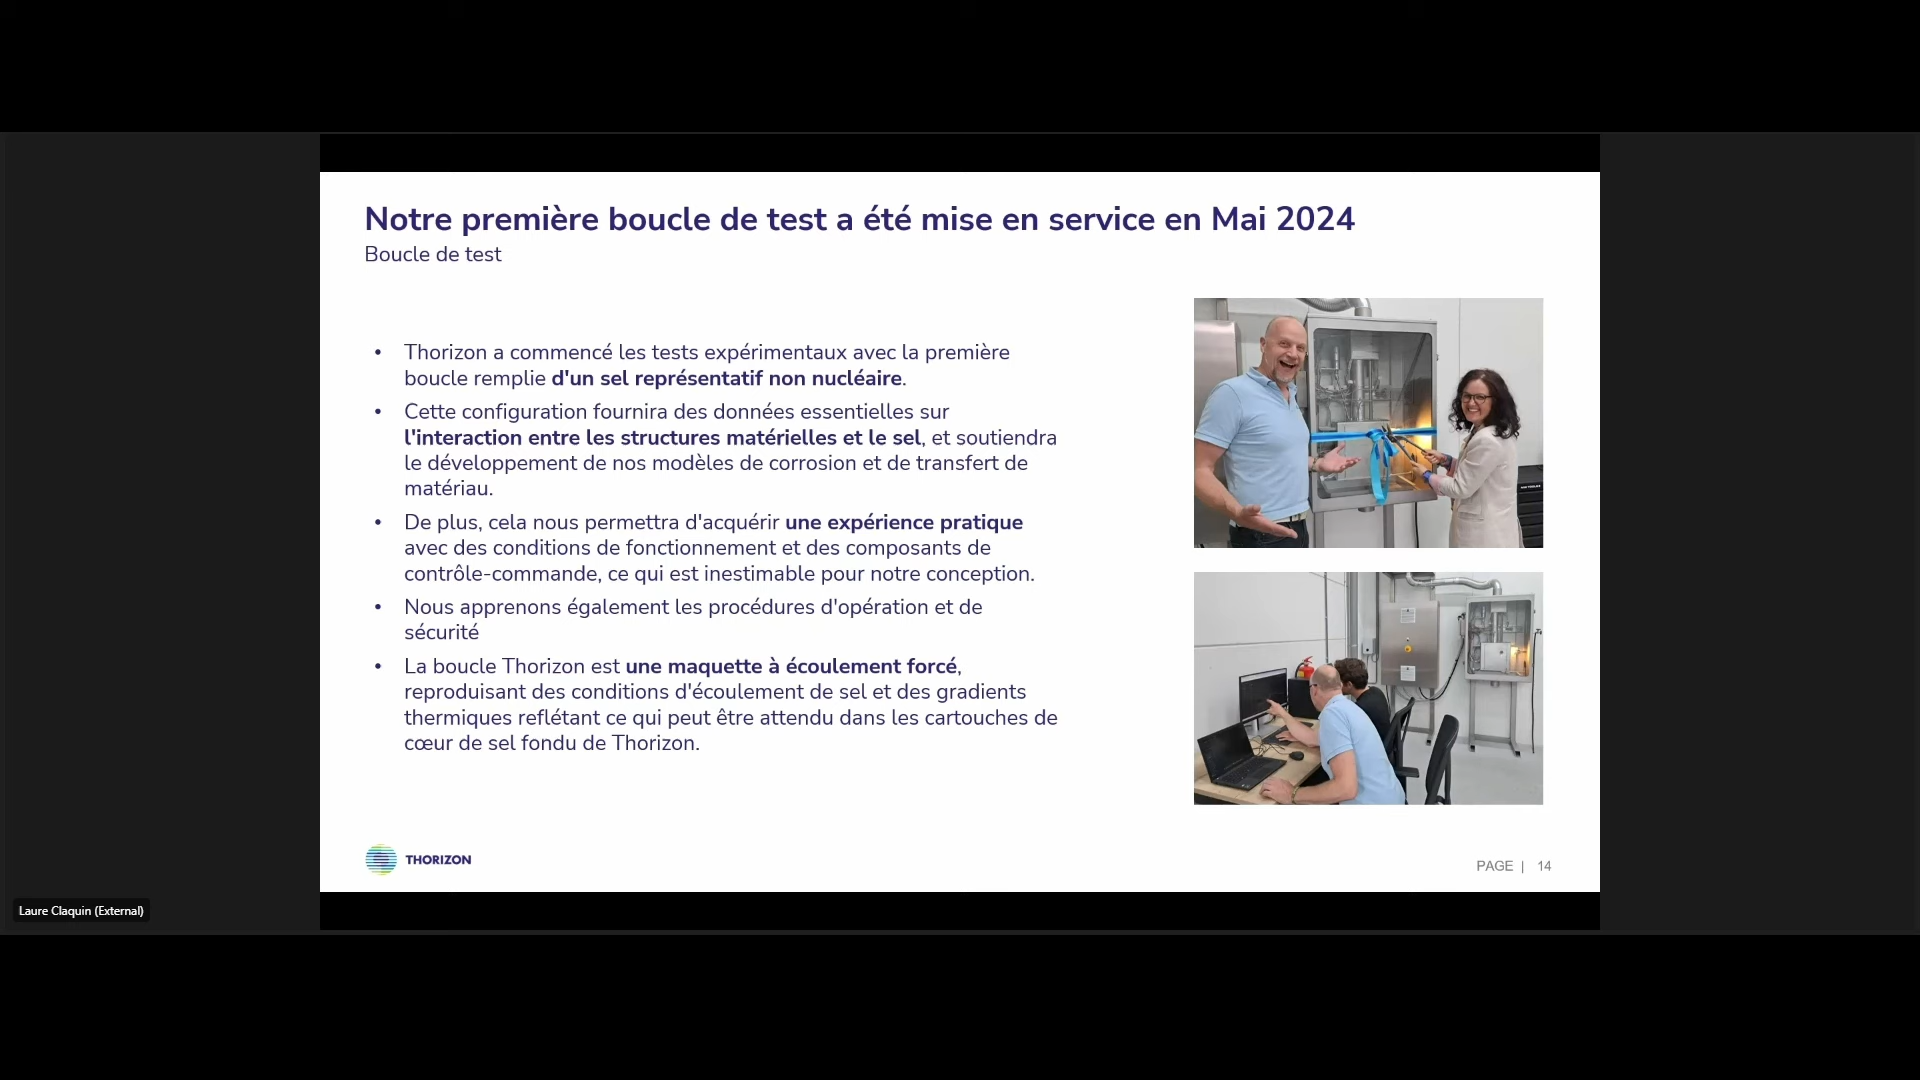 Notre première boucle de test a été mise en service en Mai 2024
Boucle de test
• Thorizon a commencé les tests expérimentaux avec la première
boucle remplie d'un sel représentatif non nucléaire.
• Cette configuration fournira des données essentielles sur
l'interaction entre les structures matérielles et le sel, et soutiendra
le développement de nos modèles de corrosion et de transfert de
matériau.
• De plus, cela nous permettra d'acquérir une expérience pratique
avec des conditions de fonctionnement et des composants de
contrôle-commande, ce qui est inestimable pour notre conception.
• Nous apprenons également les procédures d'opération et de
sécurité
• La boucle Thorizon est une maquette à écoulement forcé,
reproduisant des conditions d'écoulement de sel et des gradients
thermiques reflétant ce qui peut être attendu dans les cartouches de
cœur de sel fondu de Thorizon.
THORIZON
PAGE | 14
Laure Claquin (External)